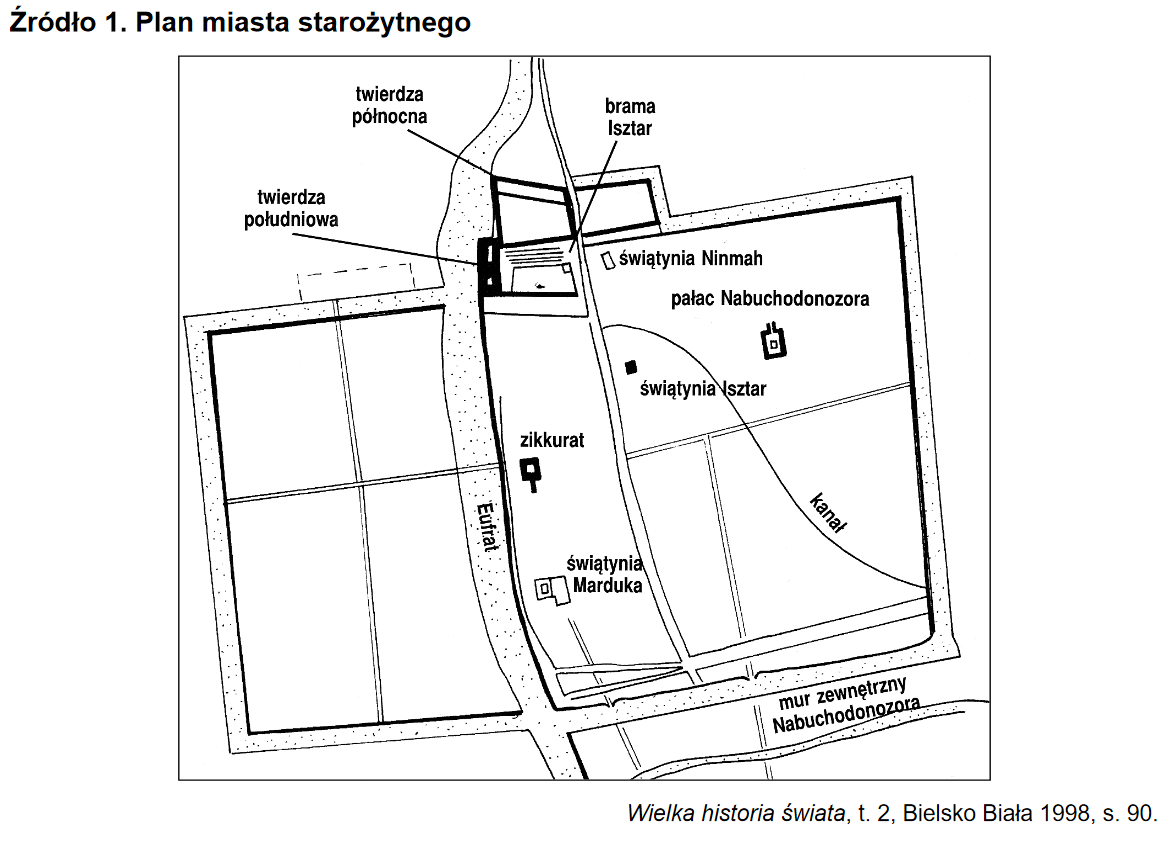 Źródło 1. Plan miasta starożytnego
twierdza
północna
brama
Isztar
twierdza
południowa
świątynia Ninmah
pałac Nabuchodonozora
świątynia Isztar
zikkurat
kanał
Eufrat
świątynia
Marduka
mur zewnętrzny
Nabuchodonozora
Wielka historia świata, t. 2, Bielsko Biała 1998, s. 90.